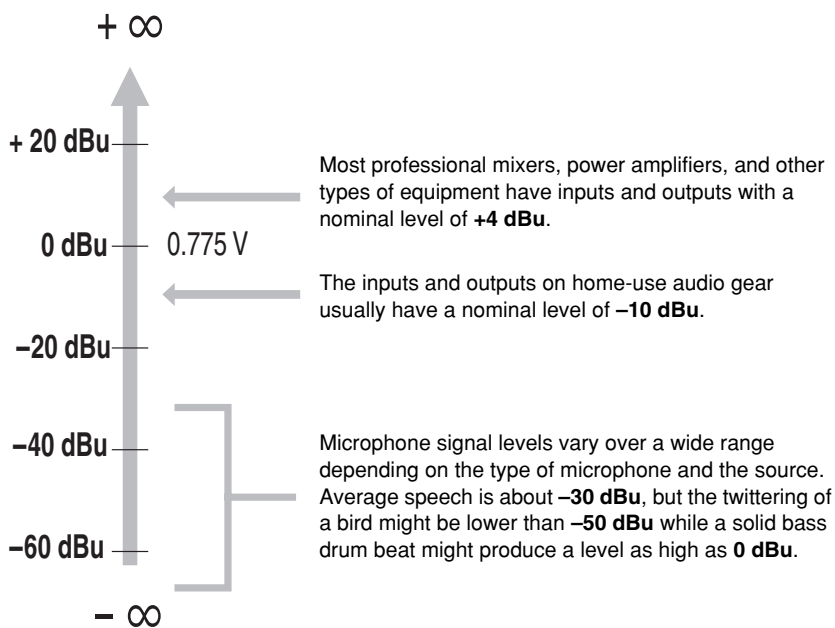 + ∞
+ 20 dBu
Most professional mixers, power amplifiers, and other
types of equipment have inputs and outputs with a
nominal level of +4 dBu.
0 dBu
0.775 V
The inputs and outputs on home-use audio gear
usually have a nominal level of –10 dBu.
–20 dBu
–40 dBu
Microphone signal levels vary over a wide range
depending on the type of microphone and the source.
Average speech is about –30 dBu, but the twittering of
a bird might be lower than –50 dBu while a solid bass
drum beat might produce a level as high as 0 dBu.
–60 dBu
– ∞